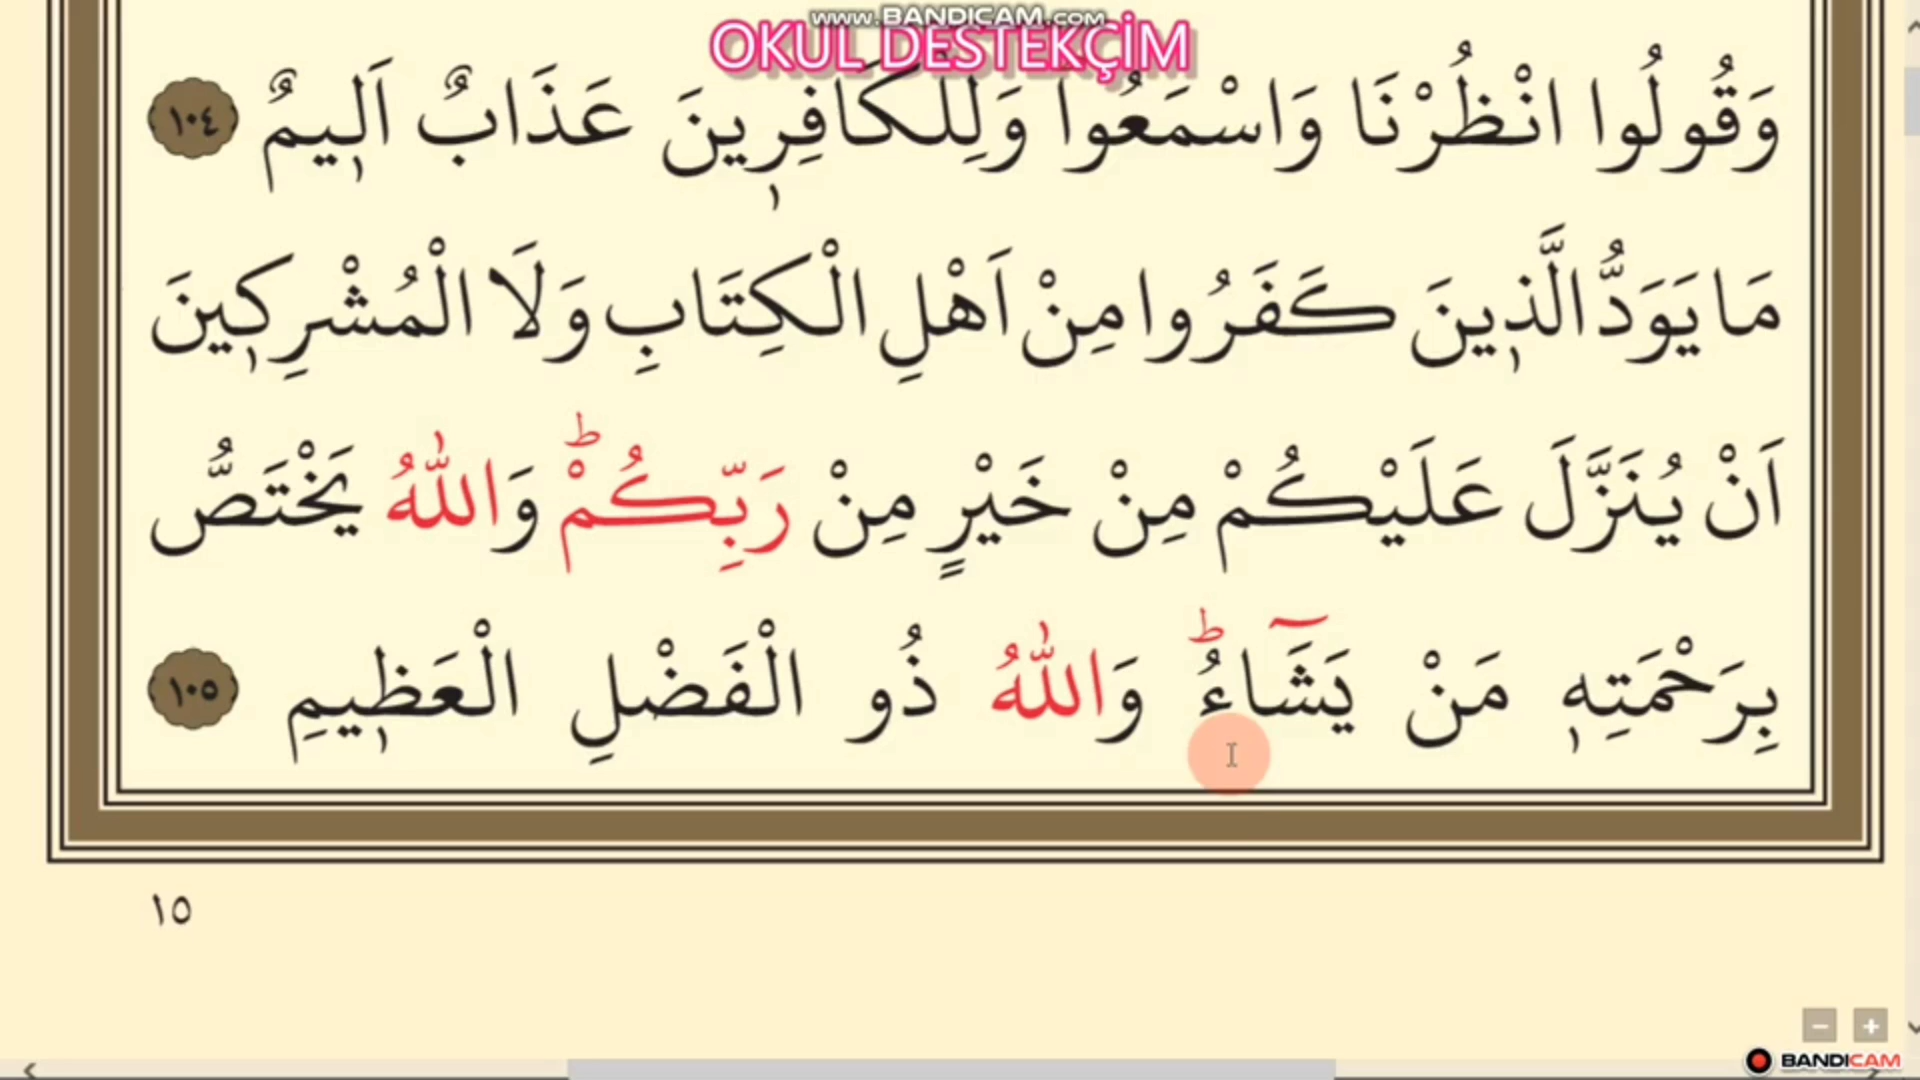 www.BANDICAM.com
OKUL DESTEKÇİM
وَقُولُوا انْظُرْنَا وَاسْمَعُوا وَلِلْكَافِرٖينَ عَذَابٌ اَلٖيمٌ ١٠٤
مَا يَوَدُّ الَّذٖينَ كَفَرُوا مِنْ اَهْلِ الْكِتَابِ وَلَا الْمُشْرِكٖينَ
اَنْ يُنَزَّلَ عَلَيْكُمْ مِنْ خَيْرٍ مِنْ رَبِّكُمْؕ وَاللّٰهُ يَخْتَصُّ
بِرَحْمَتِهٖ مَنْ يَشَٓاءُؕ وَاللّٰهُ ذُو الْفَضْلِ الْعَظٖيمِ ١٠٥
١٥
BANDICAM